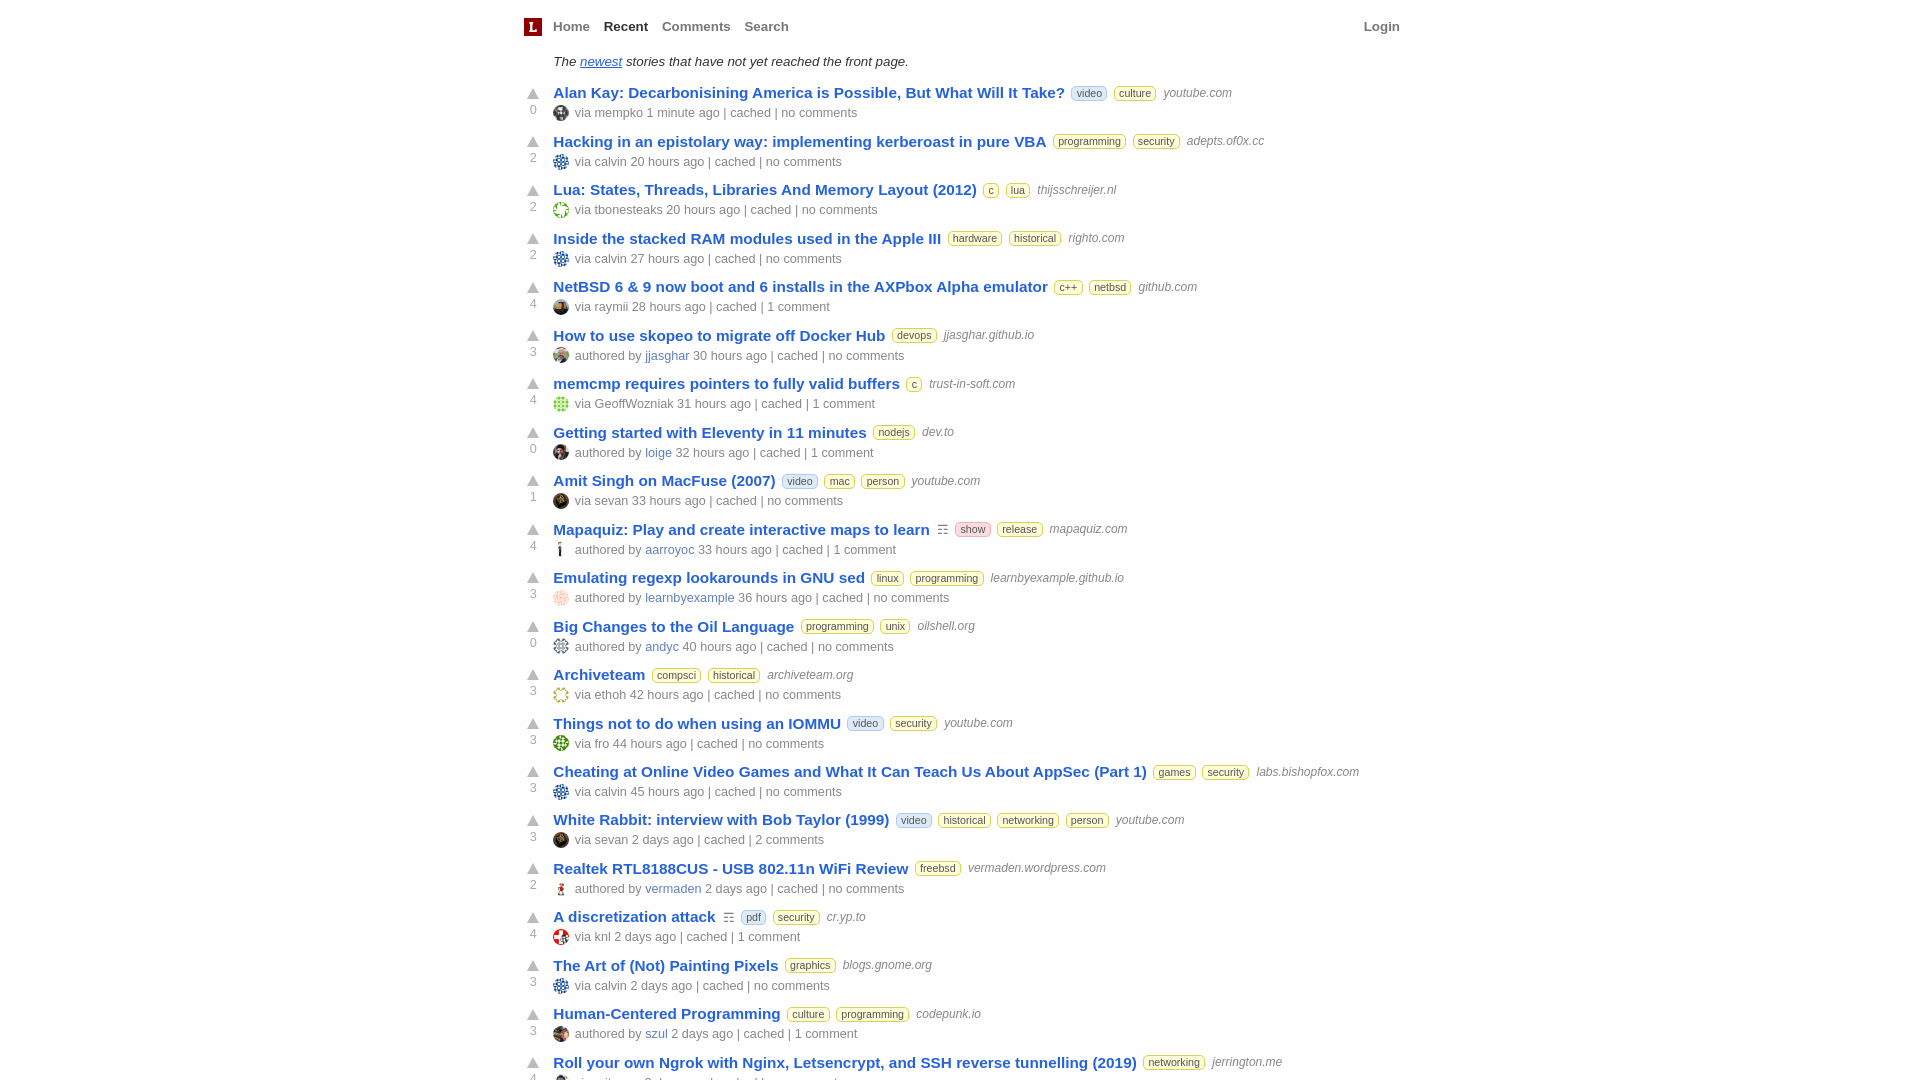 L Home Recent Comments Search Login
The newest stories that have not yet reached the front page.
Alan Kay: Decarbonisining America is Possible, But What Will It Take? video culture youtube.com
0 via mempko 1 minute ago | cached | no comments
Hacking in an epistolary way: implementing kerberoast in pure VBA programming security adepts.of0x.cc
2 via calvin 20 hours ago | cached | no comments
Lua: States, Threads, Libraries And Memory Layout (2012) c lua thijsschreijer.nl
2 via tbonesteaks 20 hours ago | cached | no comments
Inside the stacked RAM modules used in the Apple III hardware historical righto.com
2 via calvin 27 hours ago | cached | no comments
NetBSD 6 & 9 now boot and 6 installs in the AXPbox Alpha emulator c++ netbsd github.com
4 via raymii 28 hours ago | cached | 1 comment
How to use skopeo to migrate off Docker Hub devops jjasghar.github.io
3 authored by jjasghar 30 hours ago | cached | no comments
memcmp requires pointers to fully valid buffers c trust-in-soft.com
4 via GeoffWozniak 31 hours ago | cached | 1 comment
Getting started with Eleventy in 11 minutes nodejs dev.to
0 authored by loige 32 hours ago | cached | 1 comment
Amit Singh on MacFuse (2007) video mac person youtube.com
1 via sevan 33 hours ago | cached | no comments
Mapaquiz: Play and create interactive maps to learn ☶ show release mapaquiz.com
4 authored by aarroyoc 33 hours ago | cached | 1 comment
Emulating regexp lookarounds in GNU sed linux programming learnbyexample.github.io
3 authored by learnbyexample 36 hours ago | cached | no comments
Big Changes to the Oil Language programming unix oilshell.org
0 authored by andyc 40 hours ago | cached | no comments
Archiveteam compsci historical archiveteam.org
3 via ethoh 42 hours ago | cached | no comments
Things not to do when using an IOMMU video security youtube.com
3 via fro 44 hours ago | cached | no comments
Cheating at Online Video Games and What It Can Teach Us About AppSec (Part 1) games security labs.bishopfox.com
3 via calvin 45 hours ago | cached | no comments
White Rabbit: interview with Bob Taylor (1999) video historical networking person youtube.com
3 via sevan 2 days ago | cached | 2 comments
Realtek RTL8188CUS - USB 802.11n WiFi Review freebsd vermaden.wordpress.com
2 authored by vermaden 2 days ago | cached | no comments
A discretization attack ☶ pdf security cr.yp.to
4 via knl 2 days ago | cached | 1 comment
The Art of (Not) Painting Pixels graphics blogs.gnome.org
3 via calvin 2 days ago | cached | no comments
Human-Centered Programming culture programming codepunk.io
3 authored by szul 2 days ago | cached | 1 comment
Roll your own Ngrok with Nginx, Letsencrypt, and SSH reverse tunnelling (2019) networking jerrington.me